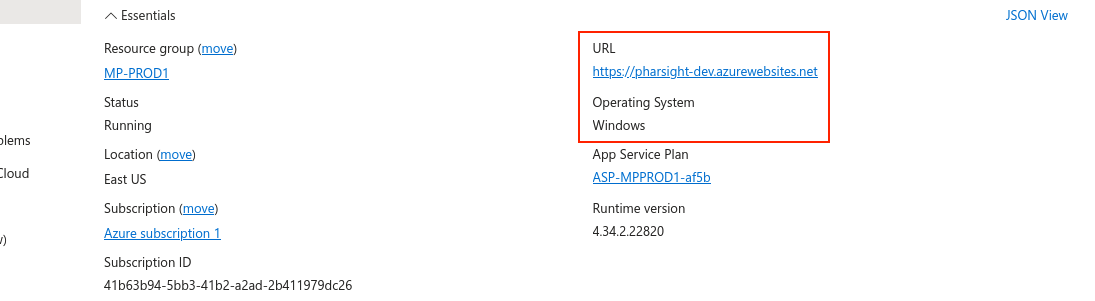 Essentials
JSON View
Resource group (move)
MP-PROD1
Status
Running
Location (move)
East US
Subscription (move)
Azure subscription 1
Subscription ID
41b63b94-5bb3-41b2-a2ad-2b411979dc26
URL
https://pharsight-dev.azurewebsites.net
Operating System
Windows
App Service Plan
ASP-MPPROD1-af5b
Runtime version
4.34.2.22820
blems
Cloud
v)